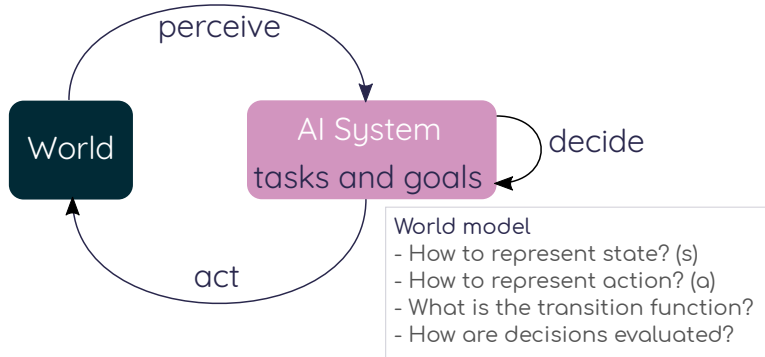 perceive
World
AI System
tasks and goals
decide
act
World model
- How to represent state? (s)
- How to represent action? (a)
- What is the transition function?
- How are decisions evaluated?